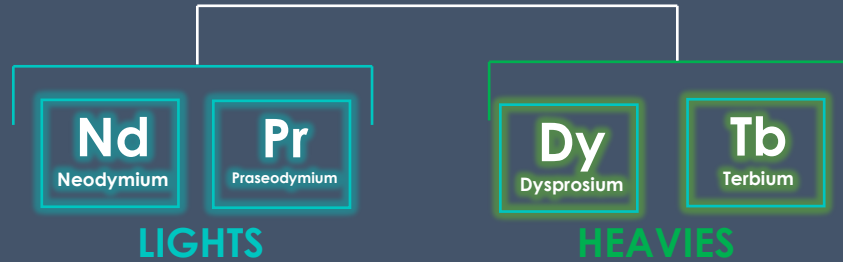 Nd
Neodymium
Pr
Praseodymium
Dy
Dysprosium
Tb
Terbium
LIGHTS
HEAVIES